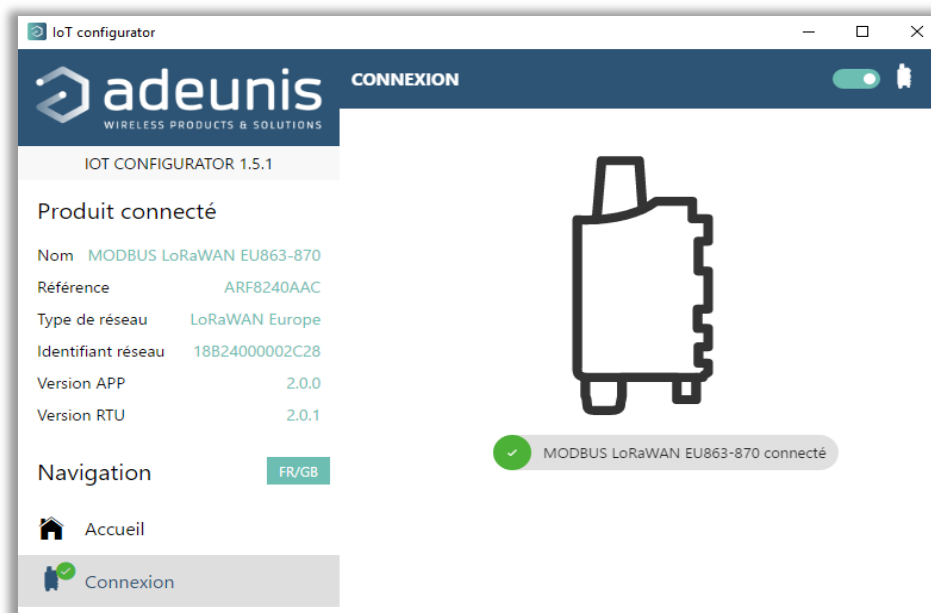 IoT configurator
adeunis
WIRELESS PRODUCTS & SOLUTIONS
CONNEXION
IOT CONFIGURATOR 1.5.1
Produit connecté
Nom MODBUS LoRaWAN EU863-870
Référence ARF8240AAC
Type de réseau LoRaWAN Europe
Identifiant réseau 18B24000002C28
Version APP 2.0.0
Version RTU 2.0.1
MODBUS LoRaWAN EU863-870 connecté
Navigation FR/GB
Accueil
Connexion